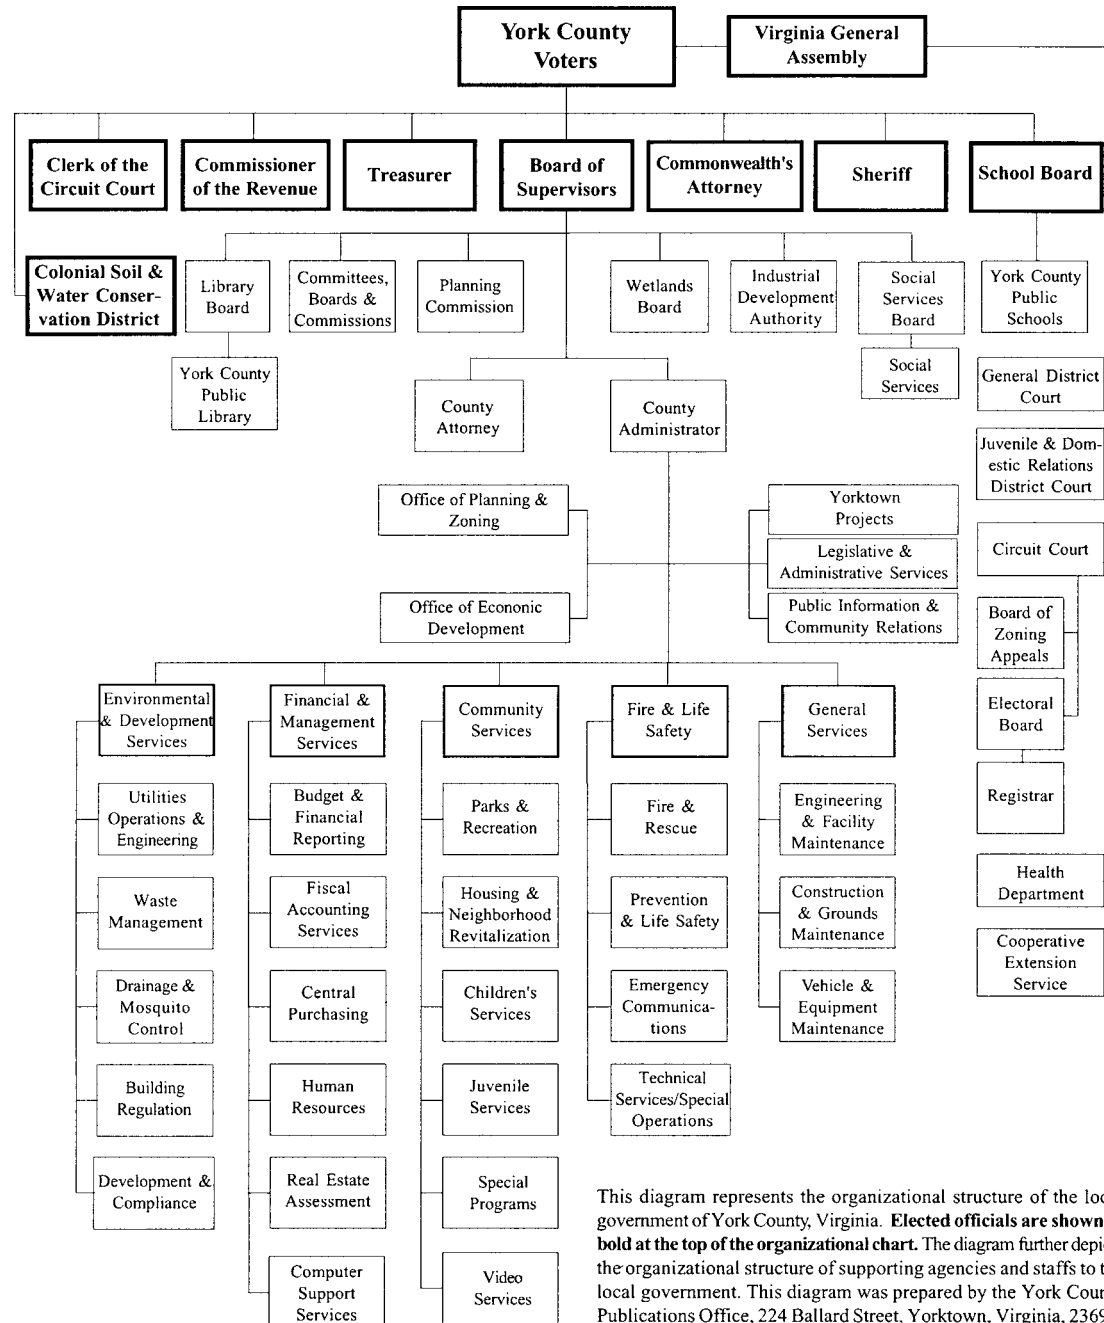 York County
Voters
Virginia General
Assembly
Clerk of the
Circuit Court
Commissioner
of the Revenue
Treasurer
Board of
Supervisors
Commonwealth's
Attorney
Sheriff
School Board
Colonial Soil &
Water Conser-
vation District
Library
Board
Committees,
Boards &
Commissions
Planning
Commission
Wetlands
Board
Industrial
Development
Authority
Social
Services
Board
York County
Public
Schools
York County
Public
Library
Social
Services
General District
Court
County
Attorney
County
Administrator
Juvenile & Dom-
estic Relations
District Court
Office of Planning &
Zoning
Yorktown
Projects
Legislative &
Administrative Services
Circuit Court
Office of Econonic
Development
Public Information &
Community Relations
Board of
Zoning
Appeals
Electoral
Board
Registrar
Health
Department
Cooperative
Extension
Service
Environmental
& Development
Services
Utilities
Operations &
Engineering
Waste
Management
Drainage &
Mosquito
Control
Building
Regulation
Development &
Compliance
Financial &
Management
Services
Budget &
Financial
Reporting
Fiscal
Accounting
Services
Central
Purchasing
Human
Resources
Real Estate
Assessment
Computer
Support
Services
Community
Services
Parks &
Recreation
Housing &
Neighborhood
Revitalization
Children's
Services
Juvenile
Services
Special
Programs
Video
Services
Fire & Life
Safety
Fire &
Rescue
Prevention
& Life Safety
Emergency
Communica-
tions
Technical
Services/Special
Operations
General
Services
Engineering
& Facility
Maintenance
Construction
& Grounds
Maintenance
Vehicle &
Equipment
Maintenance
This diagram represents the organizational structure of the loc
government of York County, Virginia. Elected officials are shown
bold at the top of the organizational chart. The diagram further depi
the organizational structure of supporting agencies and staffs to t
local government. This diagram was prepared by the York Coun
Publications Office, 224 Ballard Street, Yorktown, Virginia, 2369